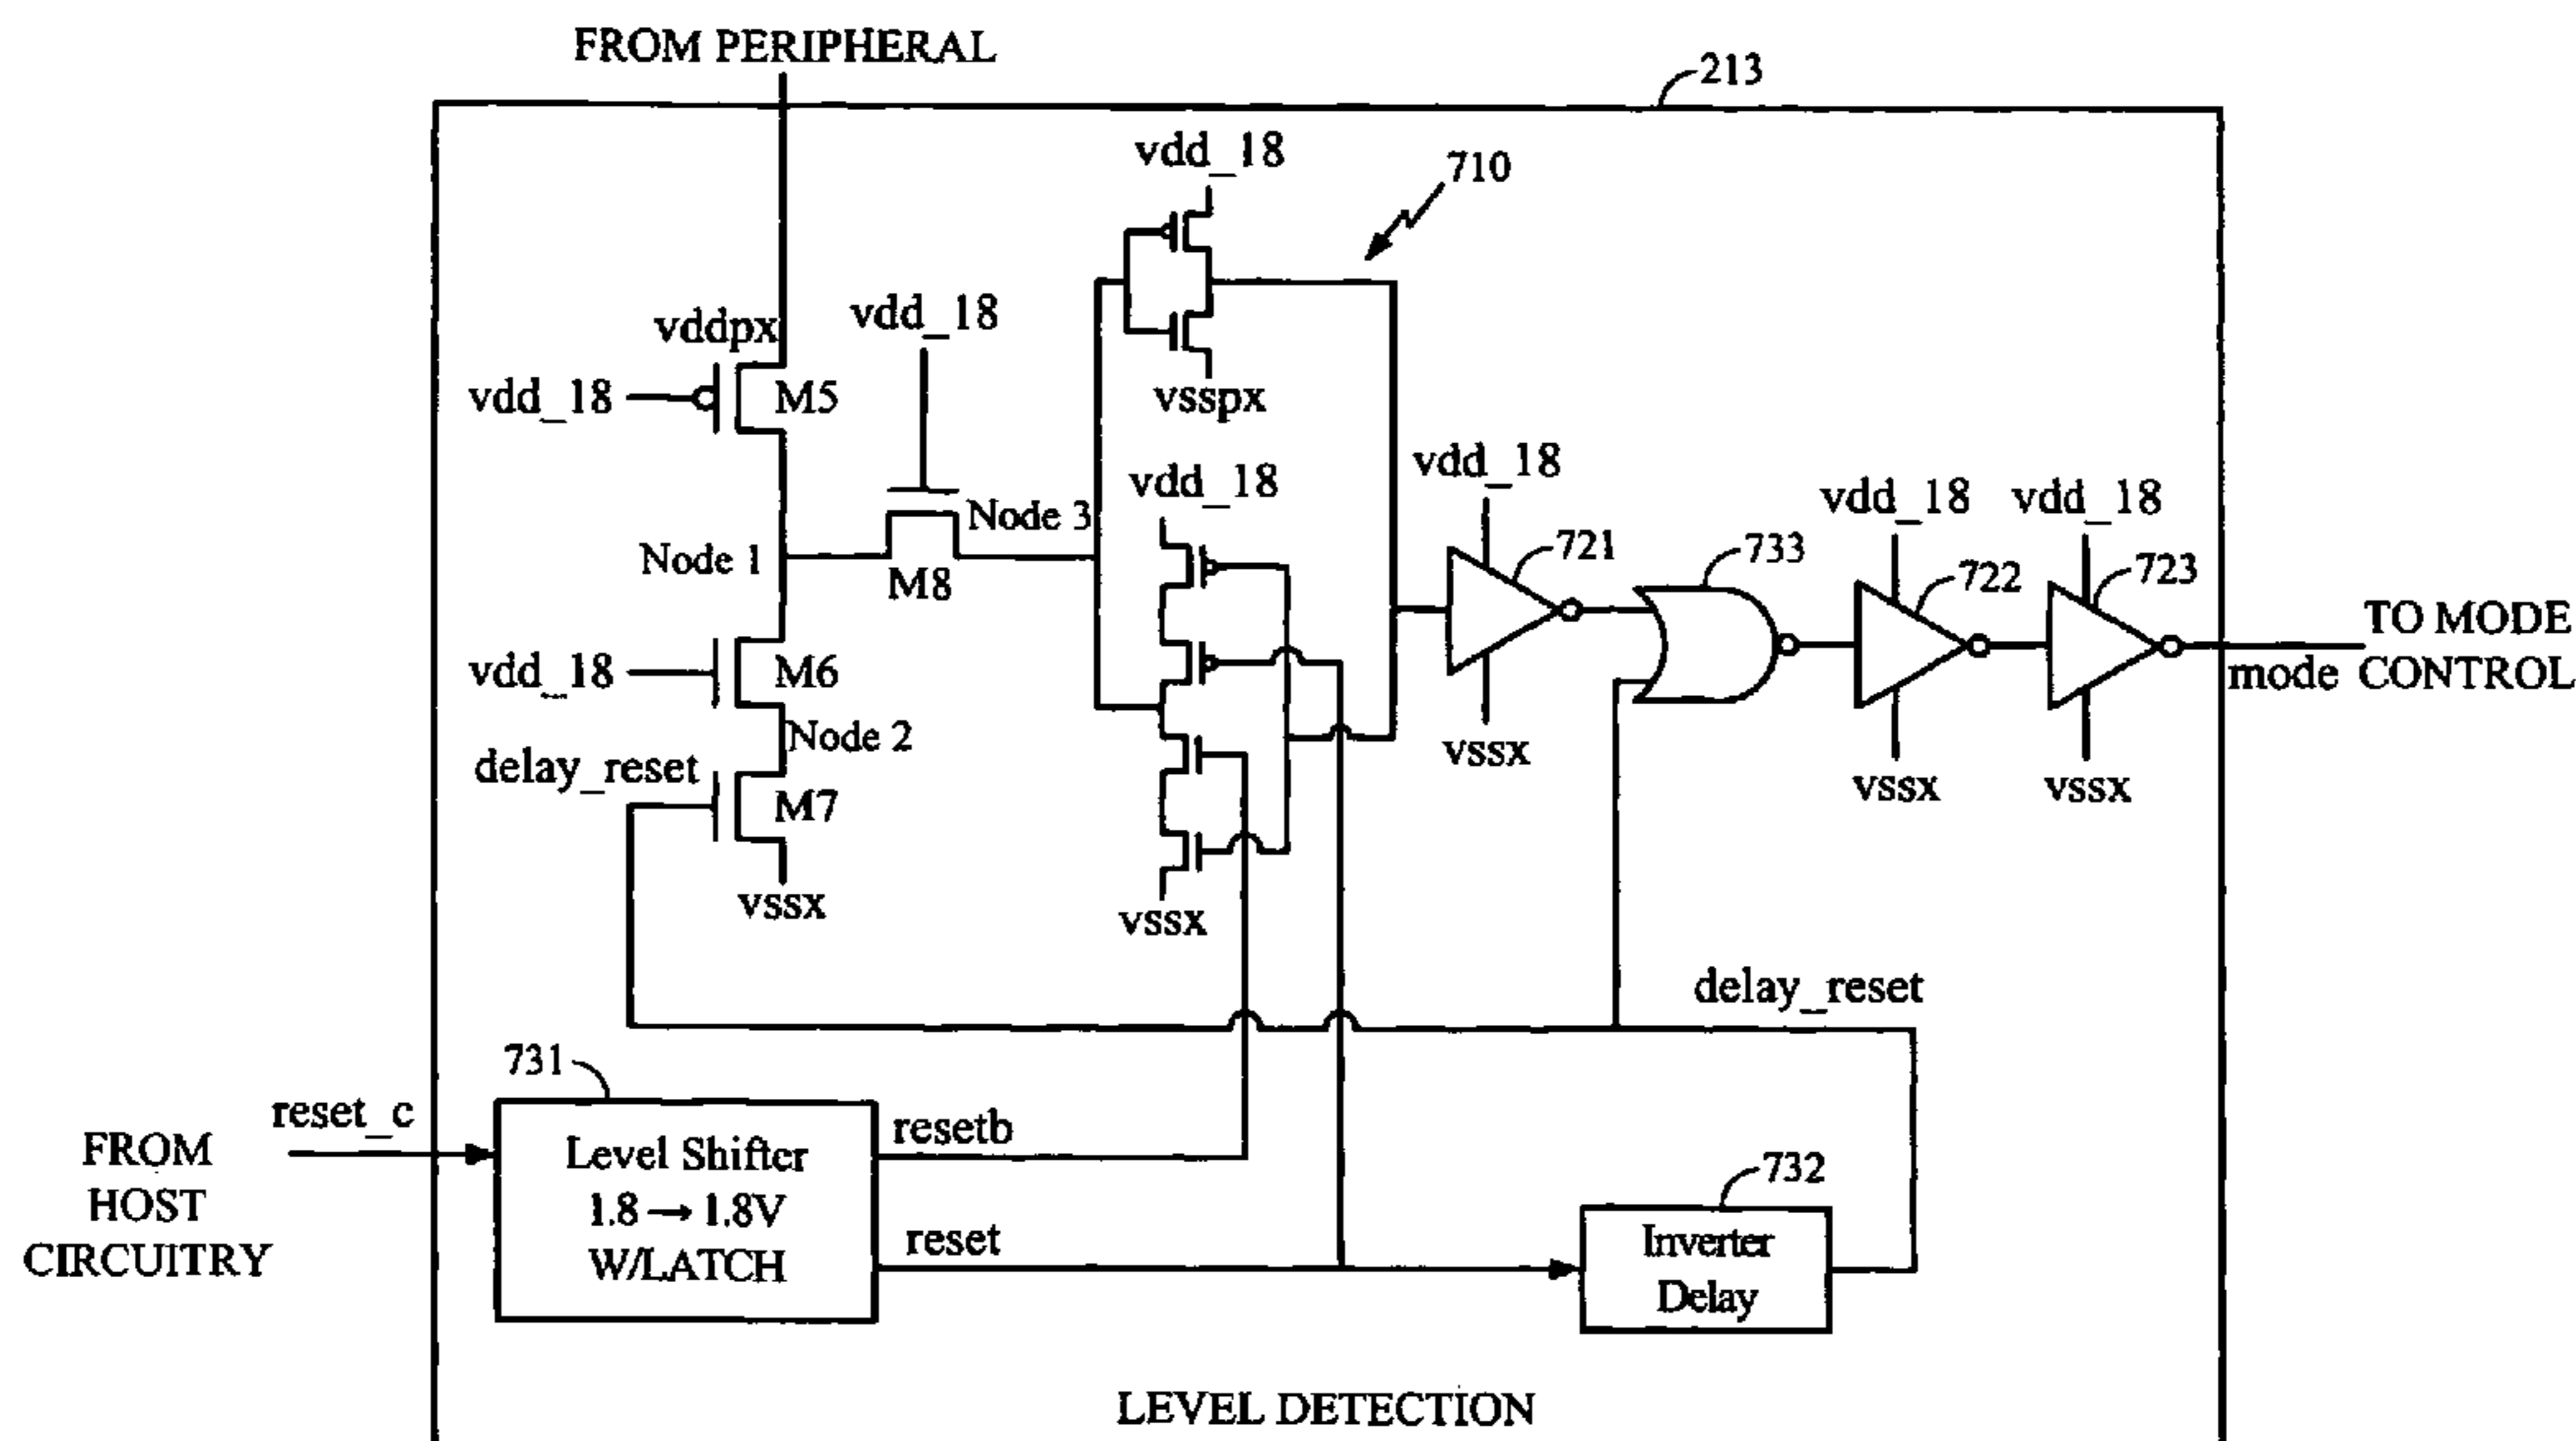 FROM PERIPHERAL
213
vdd_18
710
vddpx
vdd_18
vdd_18
M5
vsspx
vdd_18
vdd_18
Node 3
Node 1
M8
721
733
vdd_18
vdd_18
722
723
TO MODE
mode CONTROL
vdd_18
M6
Node 2
delay_reset
M7
vssx
vssx
vssx
vssx
vssx
delay_reset
731
reset_c
FROM
HOST
CIRCUITRY
Level Shifter
1.8 → 1.8V
W/LATCH
resetb
reset
732
Inverter
Delay
LEVEL DETECTION